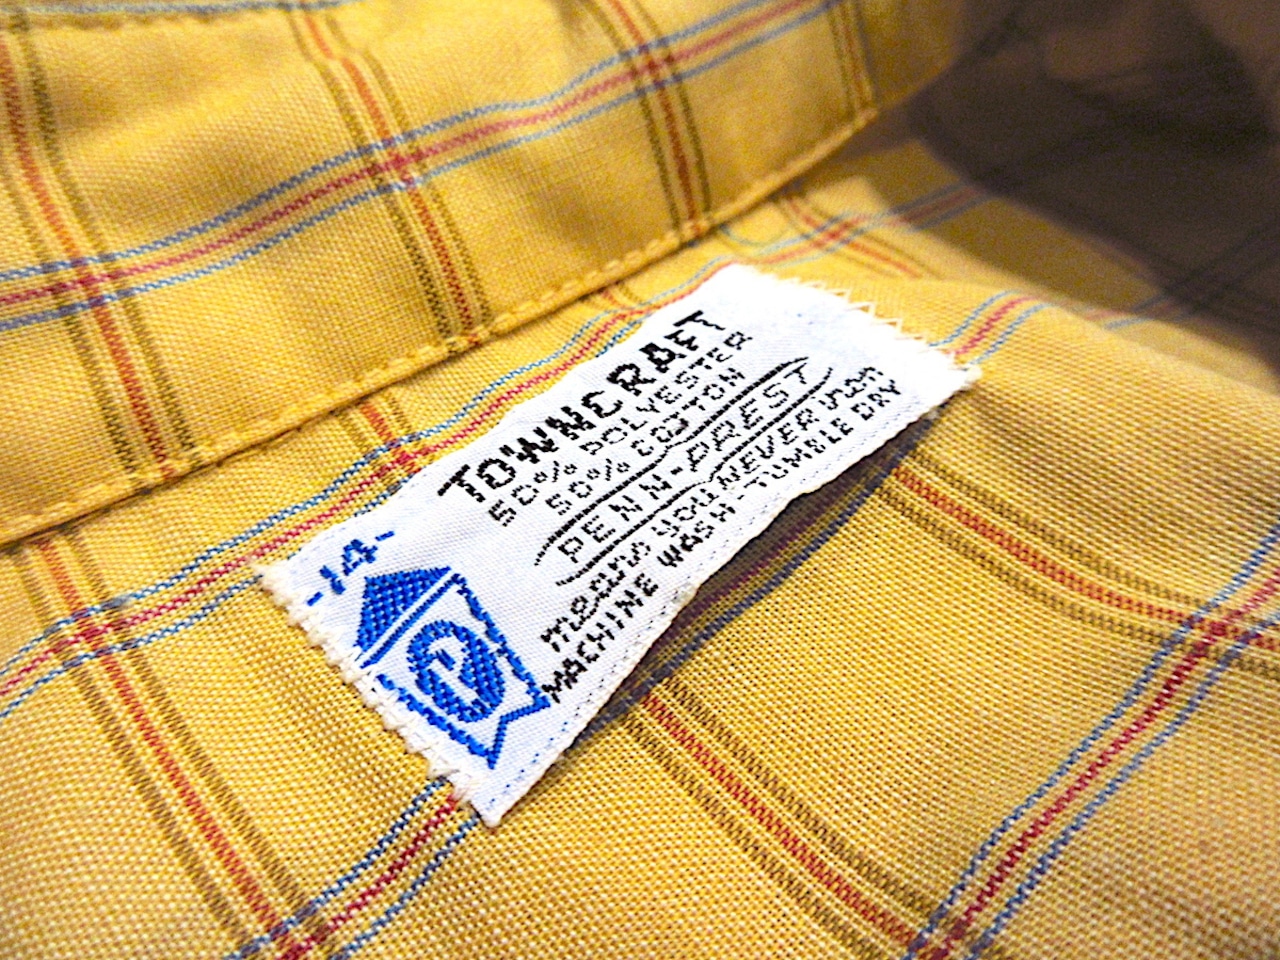 TOWNCRAFT
50% POLYESTER
50% COTTON
PENN-PREST
means you NEVER iron
MACHINE WASH-TUMBLE DRY
-14-
P